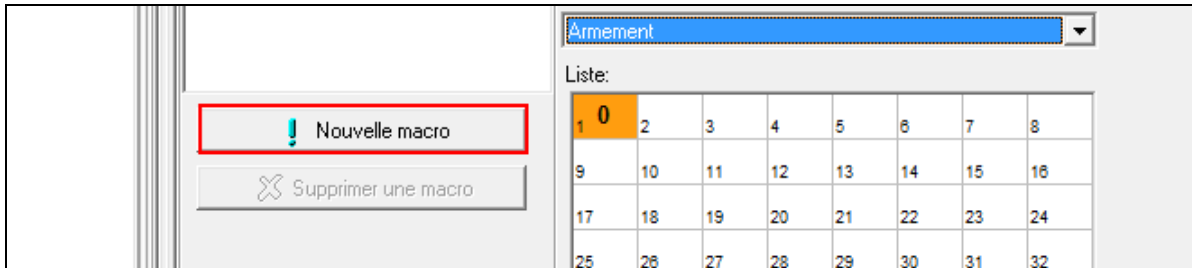 Armement
Liste:
Nouvelle macro
Supprimer une macro
0
1 2 3 4 5 6 7 8
9 10 11 12 13 14 15 16
17 18 19 20 21 22 23 24
25 26 27 28 29 30 31 32